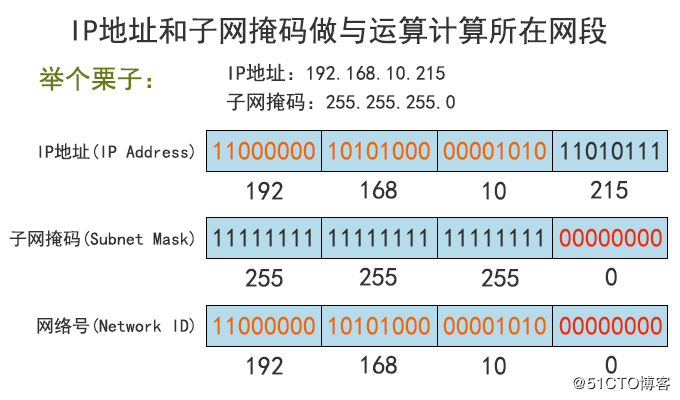 IP地址和子网掩码做与运算计算所在网段
举个栗子：
IP地址：192.168.10.215
子网掩码：255.255.255.0
IP地址(IP Address) 11000000 10101000 00001010 11010111
192 168 10 215
子网掩码(Subnet Mask) 11111111 11111111 11111111 00000000
255 255 255 0
网络号(Network ID) 11000000 10101000 00001010 00000000
192 168 10 0
@51CTO博客